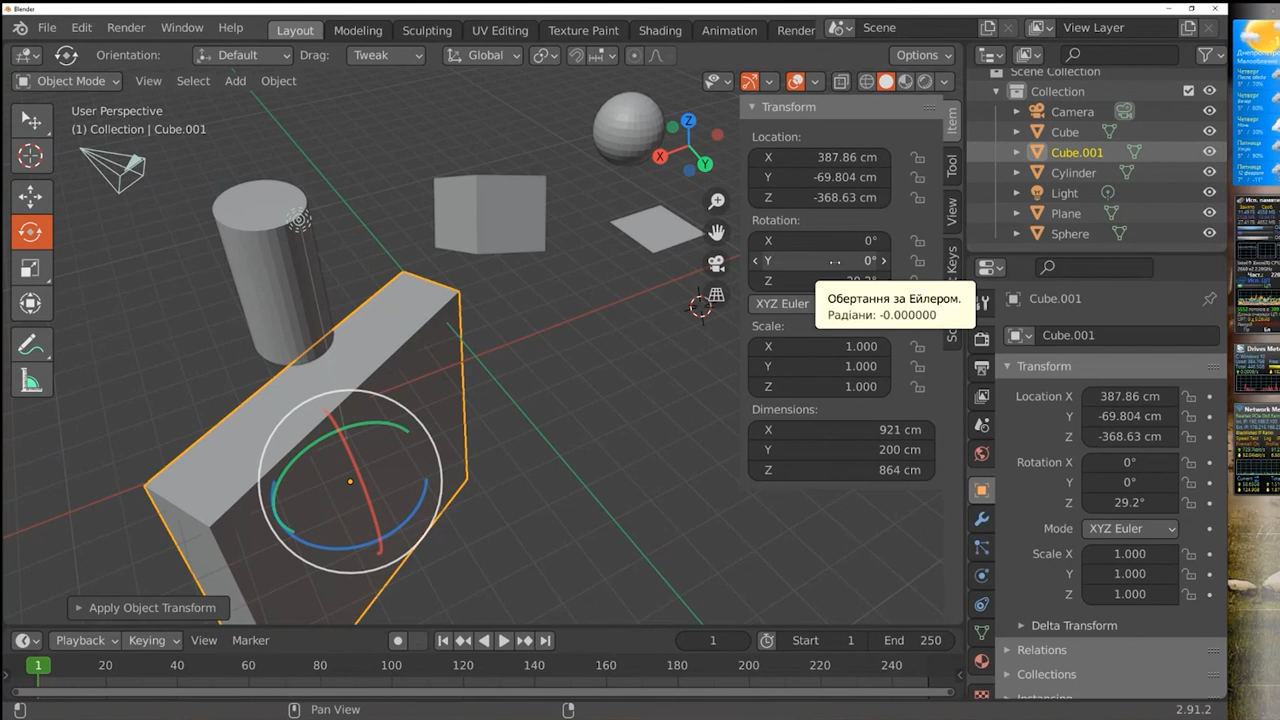 Blender
File Edit Render Window Help
Layout Modeling Sculpting UV Editing Texture Paint Shading Animation Render
Scene View Layer
Orientation: Default Drag: Tweak Global Options
Object Mode View Select Add Object
User Perspective
(1) Collection | Cube.001
X
Y
Z
Transform
Location:
X 387.86 cm
Y -69.804 cm
Z -368.63 cm
Rotation:
X 0°
Y 0°
Z 29.2°
XYZ Euler
Обертання за Ейлером.
Радіани: -0.000000
Scale:
X 1.000
Y 1.000
Z 1.000
Dimensions:
X 921 cm
Y 200 cm
Z 864 cm
Item
Tool
View
Keys
Scene Collection
Collection
Camera
Cube
Cube.001
Cylinder
Light
Plane
Sphere
Cube.001
Cube.001
Transform
Location X 387.86 cm
Y -69.804 cm
Z -368.63 cm
Rotation X 0°
Y 0°
Z 29.2°
Mode XYZ Euler
Scale X 1.000
Y 1.000
Z 1.000
Delta Transform
Relations
Collections
Instancing
Apply Object Transform
Playback Keying View Marker
1 Start 1 End 250
1 20 40 60 80 100 120 140 160 180 200 220 240
Pan View
2.91.2
Четверг
Четверг
Пятница